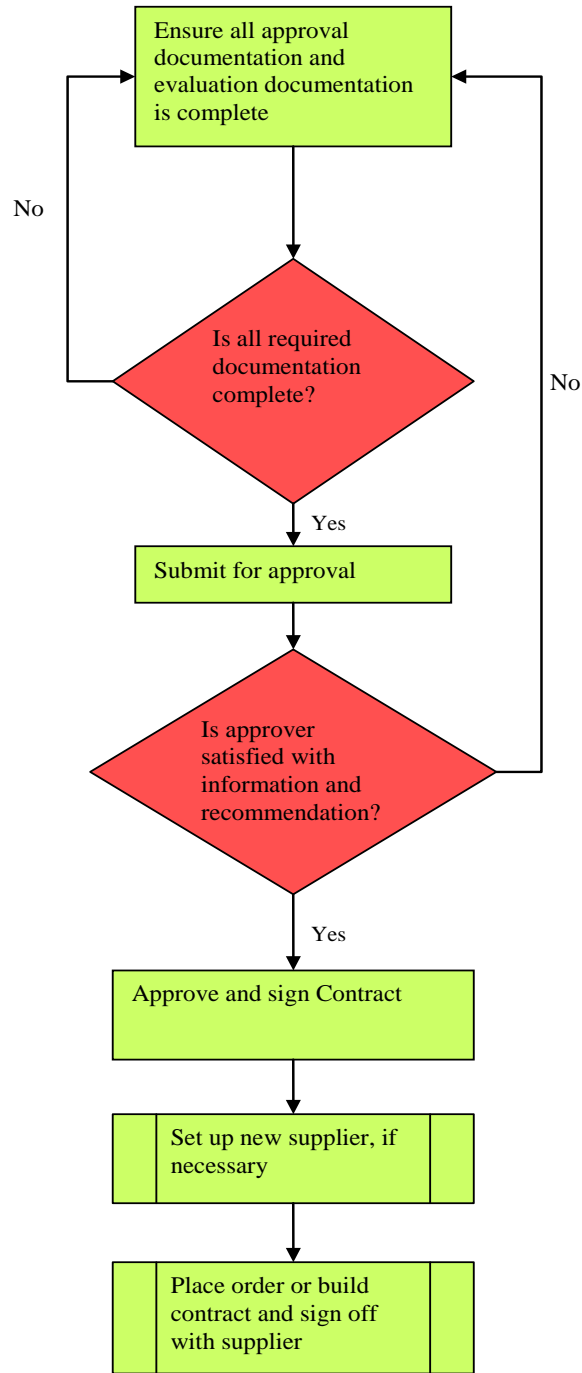 Ensure all approval
documentation and
evaluation documentation
is complete
No
Is all required
documentation
complete?
No
Yes
Submit for approval
Is approver
satisfied with
information and
recommendation?
Yes
Approve and sign Contract
Set up new supplier, if
necessary
Place order or build
contract and sign off
with supplier